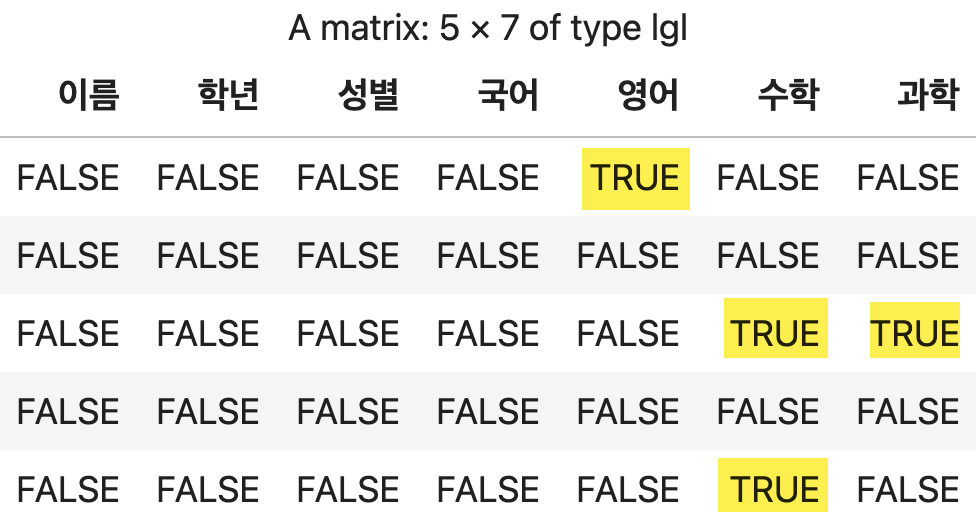 A matrix: 5 × 7 of type lgl
이름 학년 성별 국어 영어 수학 과학
FALSE FALSE FALSE FALSE TRUE FALSE FALSE
FALSE FALSE FALSE FALSE FALSE FALSE FALSE
FALSE FALSE FALSE FALSE FALSE TRUE TRUE
FALSE FALSE FALSE FALSE FALSE FALSE FALSE
FALSE FALSE FALSE FALSE FALSE TRUE FALSE